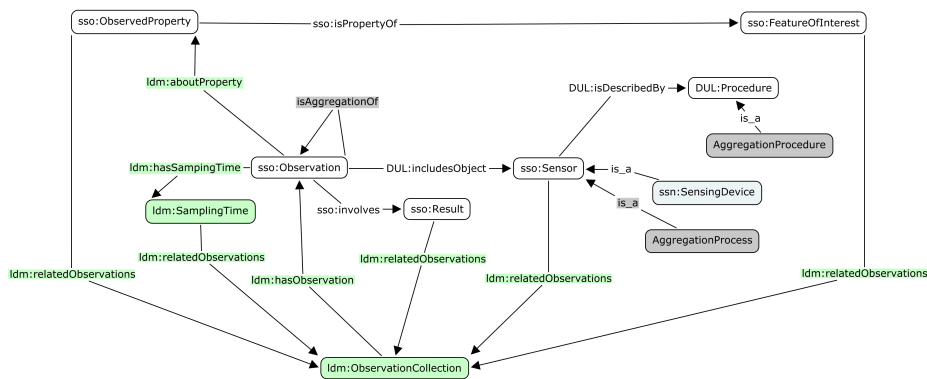 sso:ObservedProperty
sso:isPropertyOf
sso:FeatureOfInterest
ldm:aboutProperty
isAggregationOf
DUL:isDescribedBy
DUL:Procedure
is_a
AggregationProcedure
ldm:hasSampingTime
sso:Observation
DUL:includesObject
sso:Sensor
is_a
ssn:SensingDevice
ldm:SamplingTime
sso:involves
sso:Result
is_a
AggregationProcess
ldm:relatedObservations
ldm:relatedObservations
ldm:relatedObservations
ldm:hasObservation
ldm:relatedObservations
ldm:relatedObservations
ldm:ObservationCollection